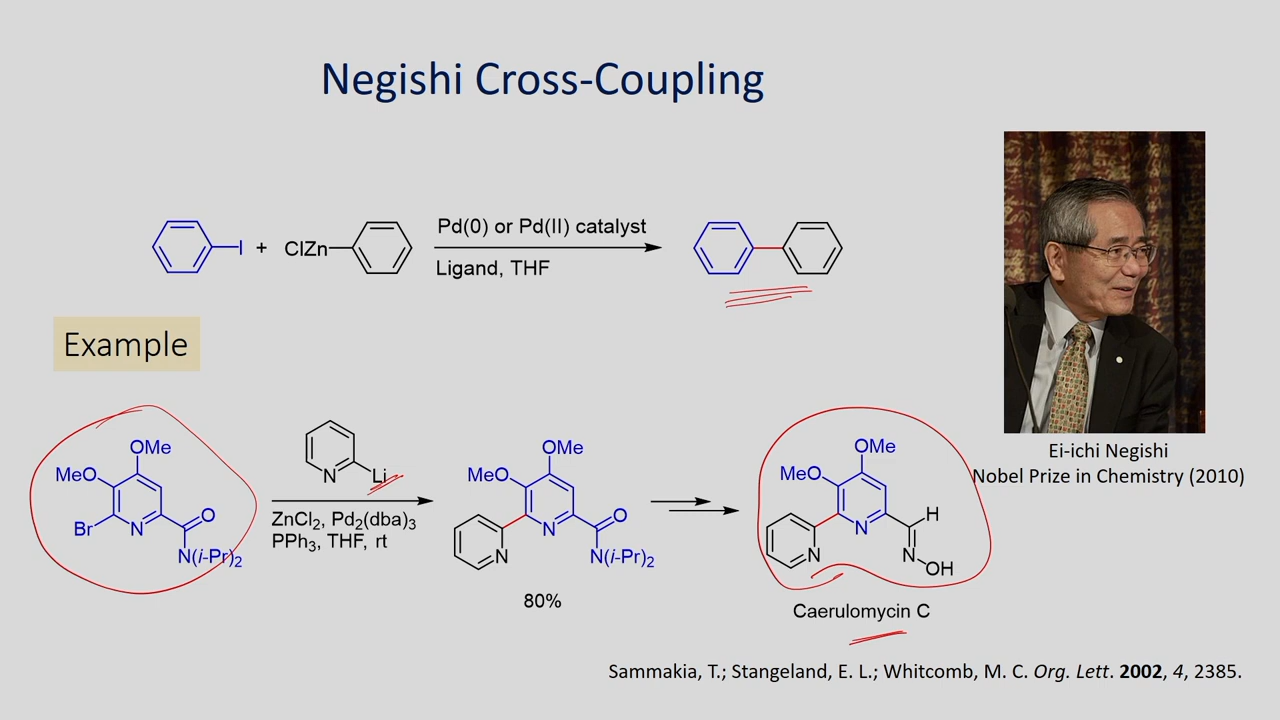 Negishi Cross-Coupling
I + ClZn
Pd(0) or Pd(II) catalyst
Ligand, THF
Example
Ei-ichi Negishi
Nobel Prize in Chemistry (2010)
OMe
MeO
Br N O
N(i-Pr)2
N Li
ZnCl2, Pd2(dba)3
PPh3, THF, rt
OMe
MeO
N N O
N(i-Pr)2
80%
OMe
MeO
H
N N N
OH
Caerulomycin C
Sammakia, T.; Stangeland, E. L.; Whitcomb, M. C. Org. Lett. 2002, 4, 2385.